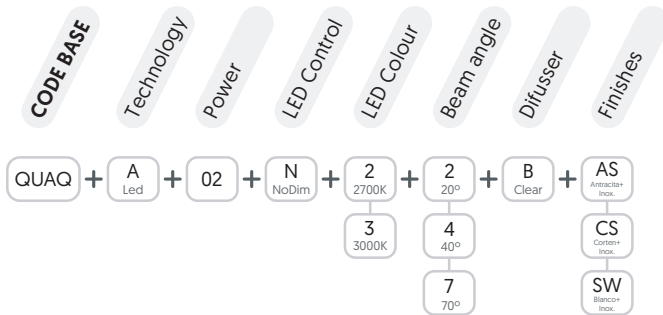 CODE BASE
Technology
Power
LED Control
LED Colour
Beam angle
Difusser
Finishes
QUAQ + A + 02 + N + 2 + 2 + B + AS
Led NoDim 2700K 20º Clear Antracita+
Inox.
3 4 CS
3000K 40º Corten+
Inox.
7 SW
70º Blanco+
Inox.